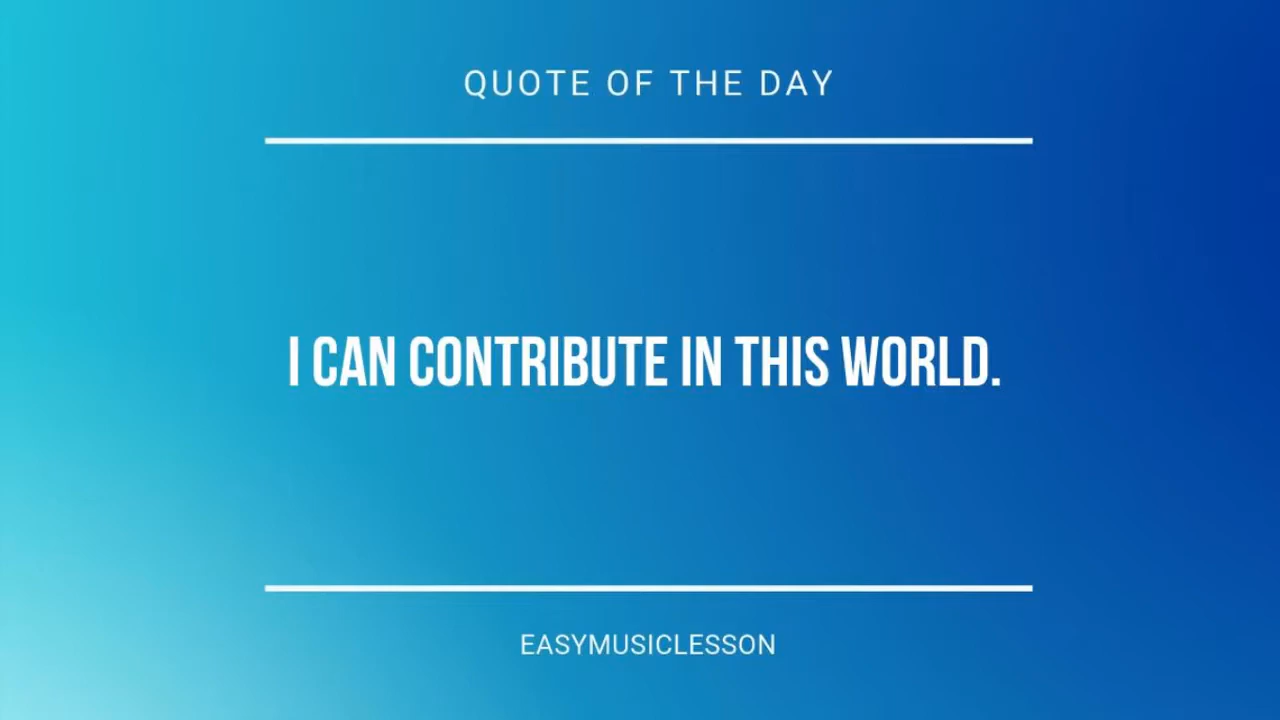 QUOTE OF THE DAY
I CAN CONTRIBUTE IN THIS WORLD.
EASYMUSICLESSON